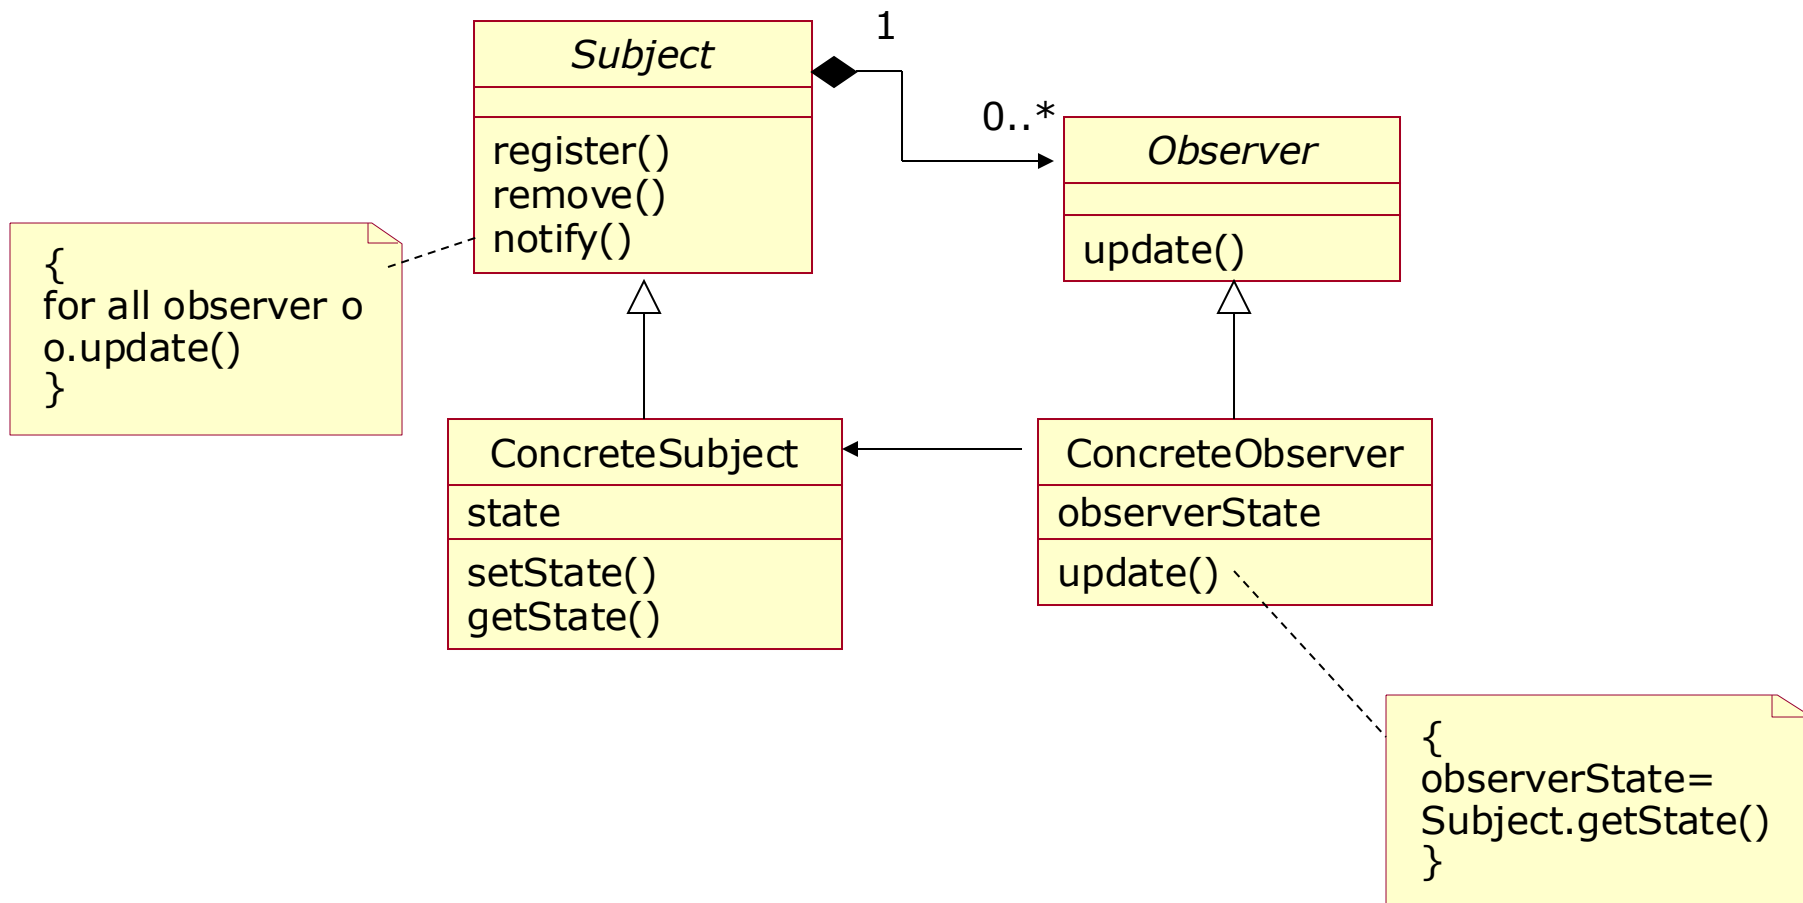 Subject
register()
remove()
notify()
1
0..*
Observer
update()
{
for all observer o
o.update()
}
ConcreteSubject
state
setState()
getState()
ConcreteObserver
observerState
update()
{
observerState=
Subject.getState()
}